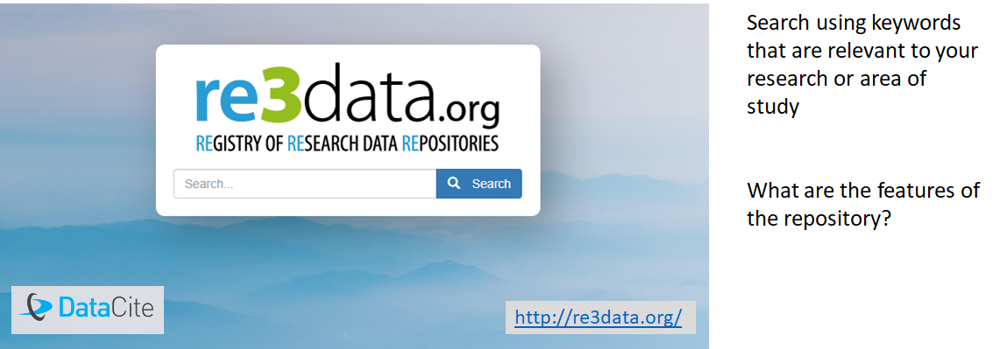 re3data.org
REGISTRY OF RESEARCH DATA REPOSITORIES
Search...
Search
DataCite
http://re3data.org/
Search using keywords
that are relevant to your
research or area of
study
What are the features of
the repository?